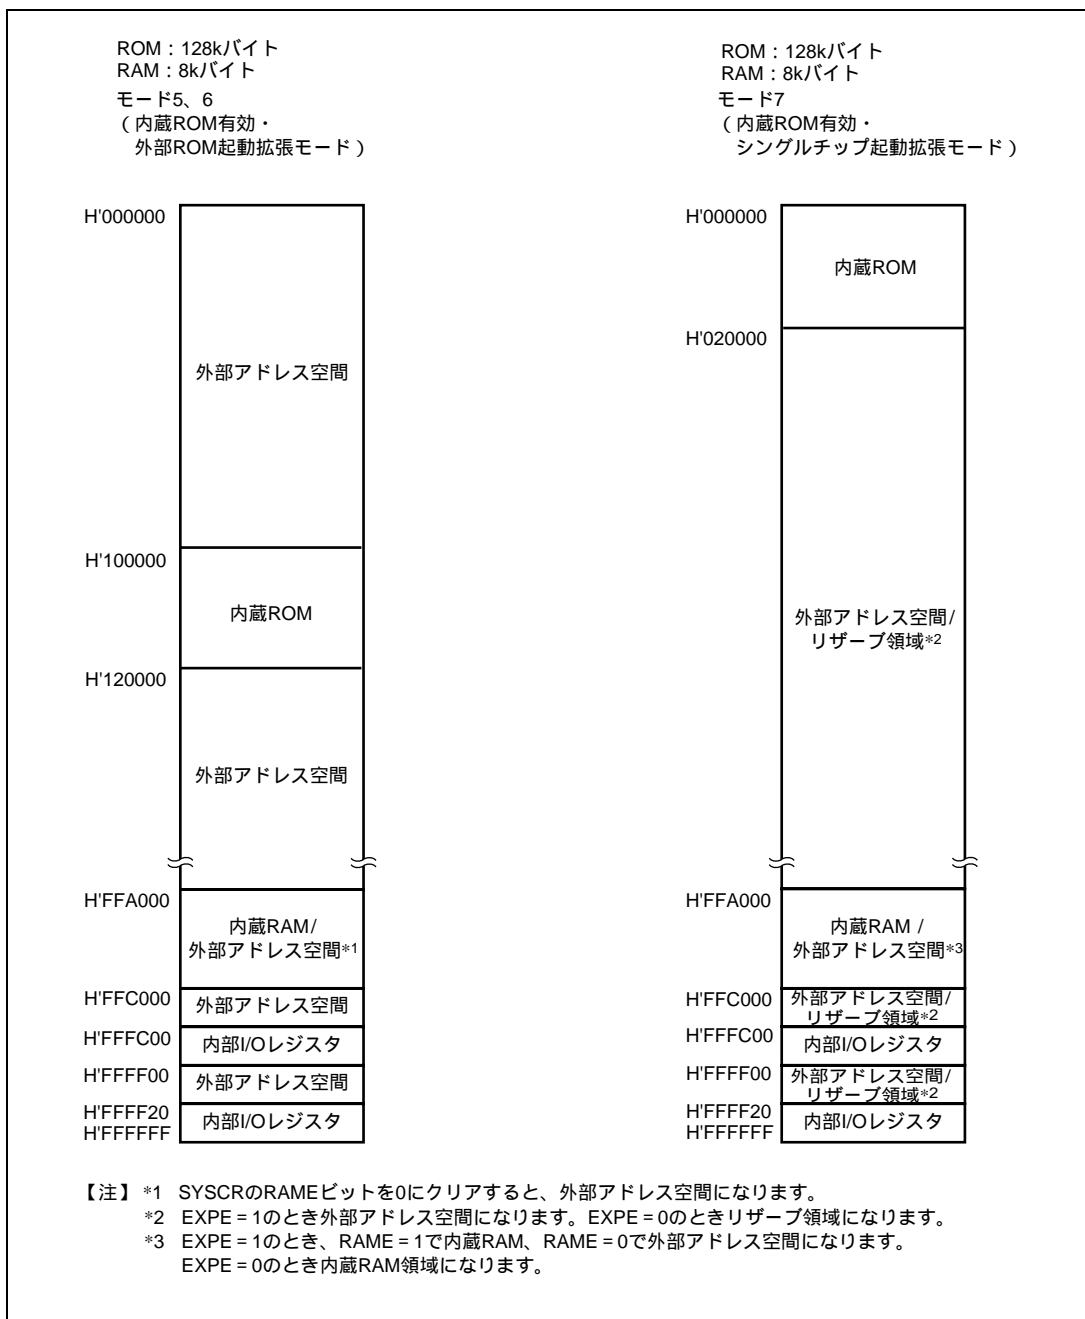 ROM：128kバイト
RAM：8kバイト
モード5、6
（内蔵ROM有効・
外部ROM起動拡張モード）
H'000000
外部アドレス空間
H'100000
内蔵ROM
H'120000
外部アドレス空間
H'FFA000
内蔵RAM/
外部アドレス空間*1
H'FFC000
外部アドレス空間
H'FFFC00
内部I/Oレジスタ
H'FFFF00
外部アドレス空間
H'FFFF20
内部I/Oレジスタ
H'FFFFFF
ROM：128kバイト
RAM：8kバイト
モード7
（内蔵ROM有効・
シングルチップ起動拡張モード）
H'000000
内蔵ROM
H'020000
外部アドレス空間/
リザーブ領域*2
H'FFA000
内蔵RAM /
外部アドレス空間*3
H'FFC000
外部アドレス空間/
リザーブ領域*2
H'FFFC00
内部I/Oレジスタ
H'FFFF00
外部アドレス空間/
リザーブ領域*2
H'FFFF20
内部I/Oレジスタ
H'FFFFFF
【注】 *1 SYSCRのRAMEビットを0にクリアすると、外部アドレス空間になります。
*2 EXPE = 1のとき外部アドレス空間になります。EXPE = 0のときリザーブ領域になります。
*3 EXPE = 1のとき、RAME = 1で内蔵RAM、RAME = 0で外部アドレス空間になります。
EXPE = 0のとき内蔵RAM領域になります。